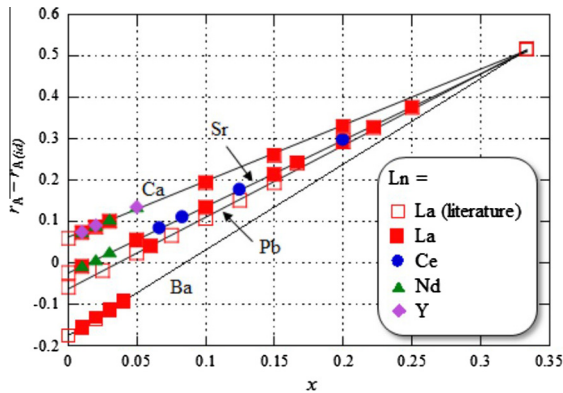 0.6
0.5
0.4
0.3
0.2
0.1
0
-0.1
-0.2
r̅A − rA(id)
Sr
Ca
Pb
Ba
Ln =
La (literature)
La
Ce
Nd
Y
0 0.05 0.1 0.15 0.2 0.25 0.3 0.35
x